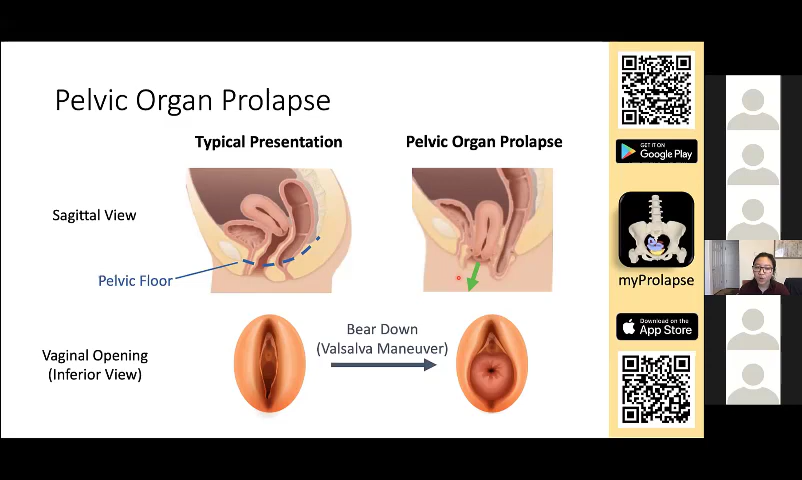 Pelvic Organ Prolapse
Typical Presentation
Pelvic Organ Prolapse
Sagittal View
Pelvic Floor
Vaginal Opening
(Inferior View)
Bear Down
(Valsalva Maneuver)
GET IT ON
Google Play
myProlapse
Download on the
App Store